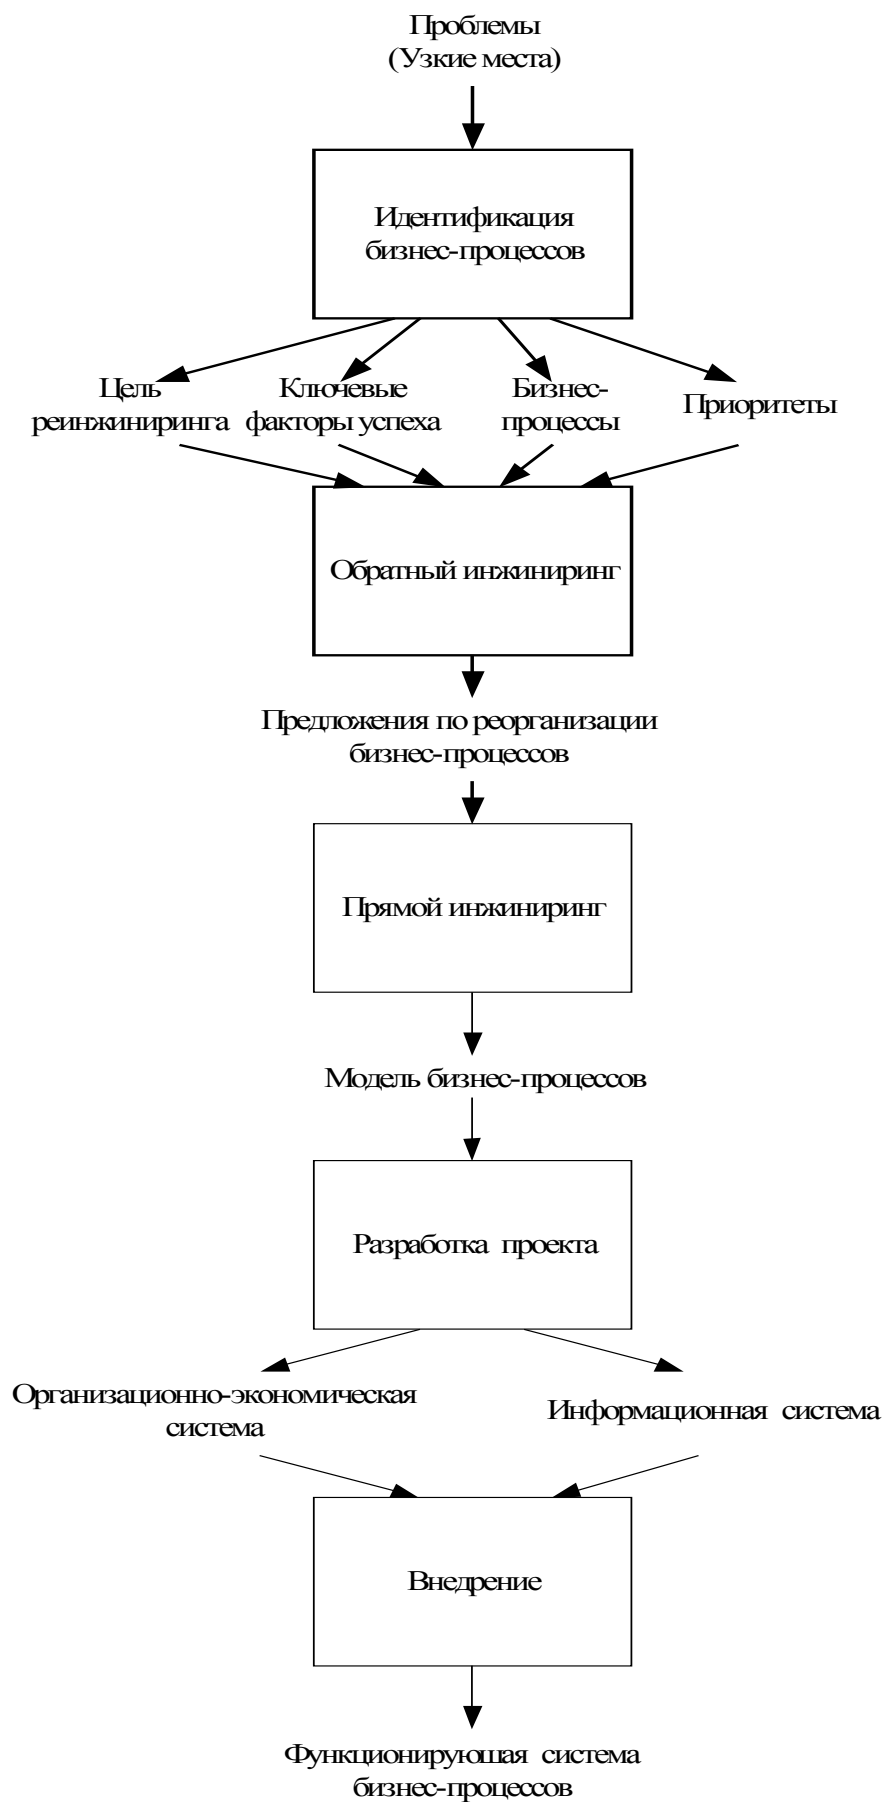 Проблемы
(Узкие места)
Идентификация
бизнес-процессов
Цель
реинжиниринга
Ключевые
факторы успеха
Бизнес-
процессы
Приоритеты
Обратный инжиниринг
Предложения по реорганизации
бизнес-процессов
Прямой инжиниринг
Модель бизнес-процессов
Разработка проекта
Организационно-экономическая
система
Информационная система
Внедрение
Функционируюшая система
бизнес-процессов